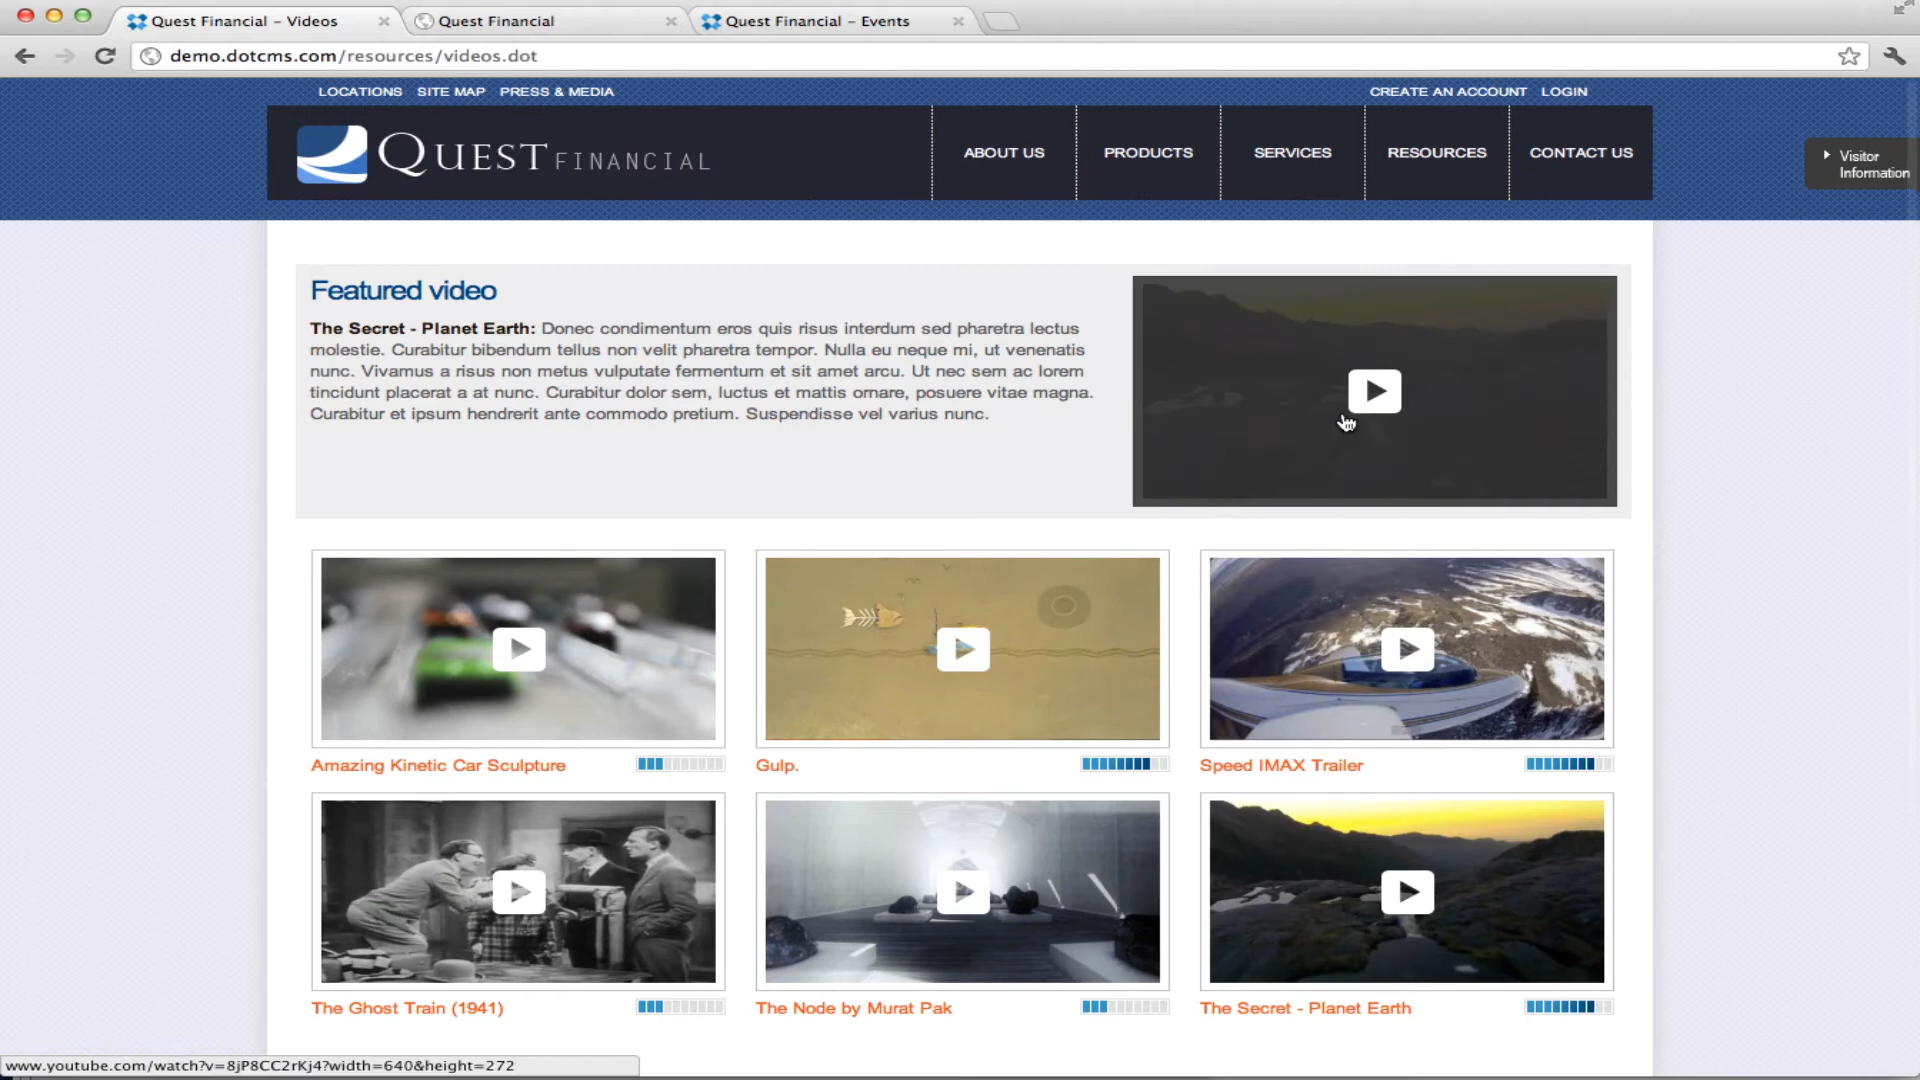 Quest Financial – Videos
Quest Financial
Quest Financial – Events
demo.dotcms.com/resources/videos.dot
LOCATIONS SITE MAP PRESS & MEDIA
CREATE AN ACCOUNT LOGIN
QUEST FINANCIAL
ABOUT US
PRODUCTS
SERVICES
RESOURCES
CONTACT US
Visitor
Information
Featured video
The Secret - Planet Earth: Donec condimentum eros quis risus interdum sed pharetra lectus
molestie. Curabitur bibendum tellus non velit pharetra tempor. Nulla eu neque mi, ut venenatis
nunc. Vivamus a risus non metus vulputate fermentum et sit amet arcu. Ut nec sem ac lorem
tincidunt placerat a at nunc. Curabitur dolor sem, luctus et mattis ornare, posuere vitae magna.
Curabitur et ipsum hendrerit ante commodo pretium. Suspendisse vel varius nunc.
Amazing Kinetic Car Sculpture
Gulp.
Speed IMAX Trailer
The Ghost Train (1941)
The Node by Murat Pak
The Secret - Planet Earth
www.youtube.com/watch?v=8jP8CC2rKj4?width=640&height=272